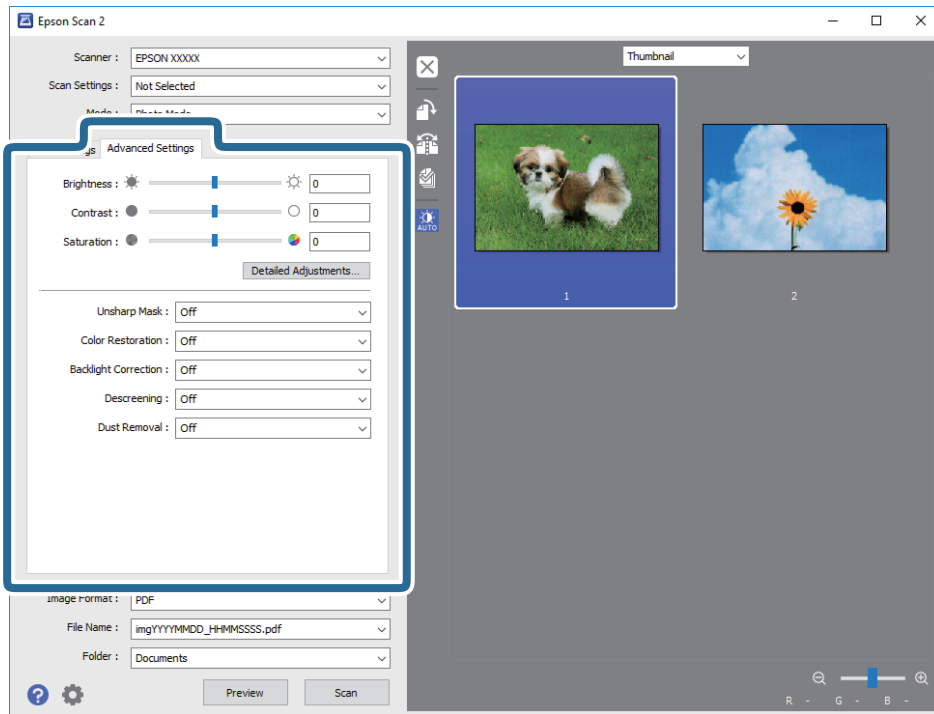 Epson Scan 2
Scanner : EPSON XXXXX
Scan Settings : Not Selected
Thumbnail
Advanced Settings
Brightness : 0
Contrast : 0
Saturation : 0
Detailed Adjustments...
Unsharp Mask : Off
Color Restoration : Off
Backlight Correction : Off
Descreening : Off
Dust Removal : Off
AUTO
1
2
Image Format : PDF
File Name : imgYYYYMMDD_HHMMSSSS.pdf
Folder : Documents
? Preview Scan
R - G - B -